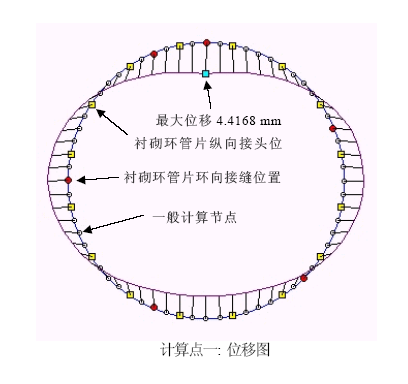 最大位移 4.4168 mm
衬砌环管片纵向接头位
衬砌环管片环向接缝位置
一般计算节点
计算点一: 位移图